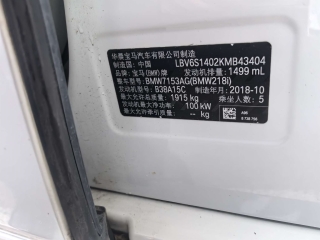 华晨宝马汽车有限公司制造
制造国：中国 LBV6S1402KMB43404
品牌：宝马(BMW)牌 发动机排量：1499 mL
整车型号：BMW7153AG(BMW218i)
发动机型号：B38A15C 制造年月：2018-10
最大允许总质量：1915 kg 乘坐人数：5
发动机最大净功率：100 kW
最大允许牵引质量：-- kg